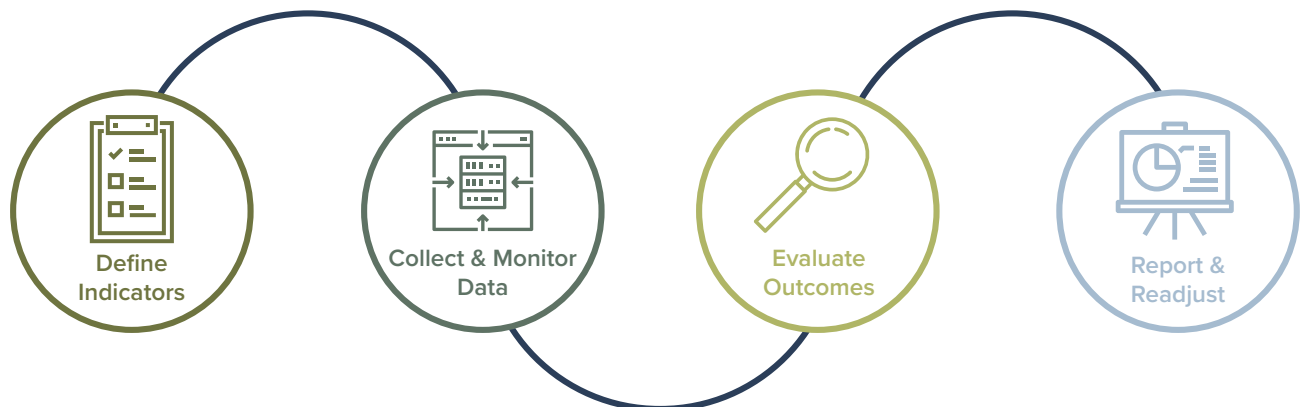 Define
Indicators
Collect & Monitor
Data
Evaluate
Outcomes
Report &
Readjust